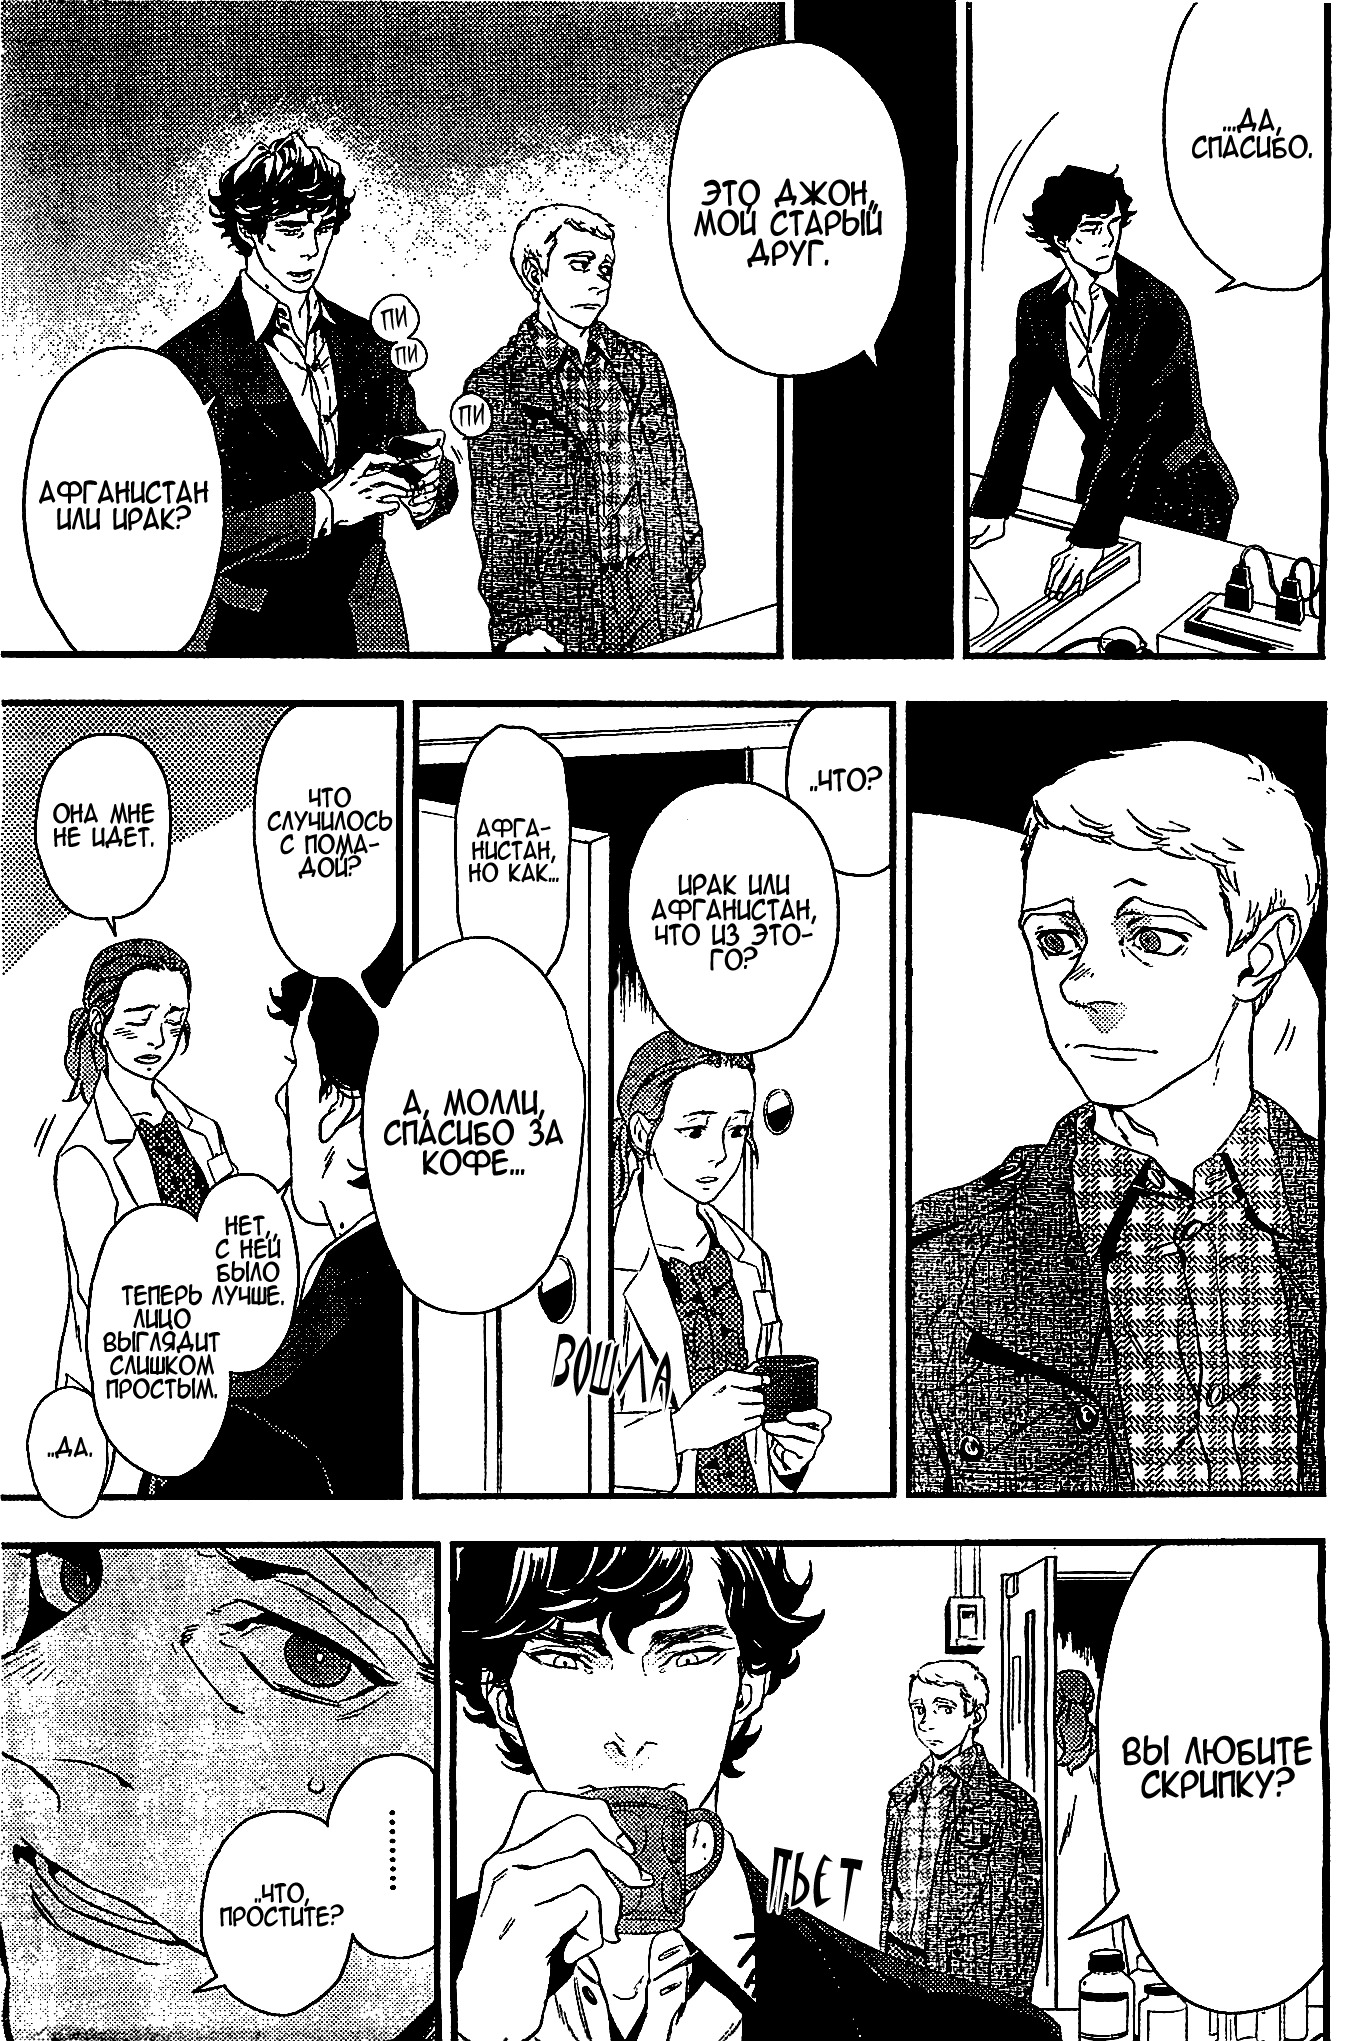 ...ДА,
СПАСИБО.
ЭТО ДЖОН,
МОЙ СТАРЫЙ
ДРУГ.
ПИ
ПИ
ПИ
АФГАНИСТАН
ИЛИ ИРАК?
..ЧТО?
ИРАК ИЛИ
АФГАНИСТАН,
ЧТО ИЗ ЭТО-
ГО?
АФГА-
НИСТАН,
НО КАК...
А, МОЛЛИ,
СПАСИБО ЗА
КОФЕ...
ВОШЛА
ЧТО
СЛУЧИЛОСЬ
С ПОМА-
ДОЙ?
ОНА МНЕ
НЕ ИДЕТ.
НЕТ,
С НЕЙ
БЫЛО
ЛУЧШЕ.
ТЕПЕРЬ
ЛИЦО
ВЫГЛЯДИТ
СЛИШКОМ
ПРОСТЫМ.
..ДА.
ВЫ ЛЮБИТЕ
СКРИПКУ?
ПЬЕТ
.........
..ЧТО,
ПРОСТИТЕ?